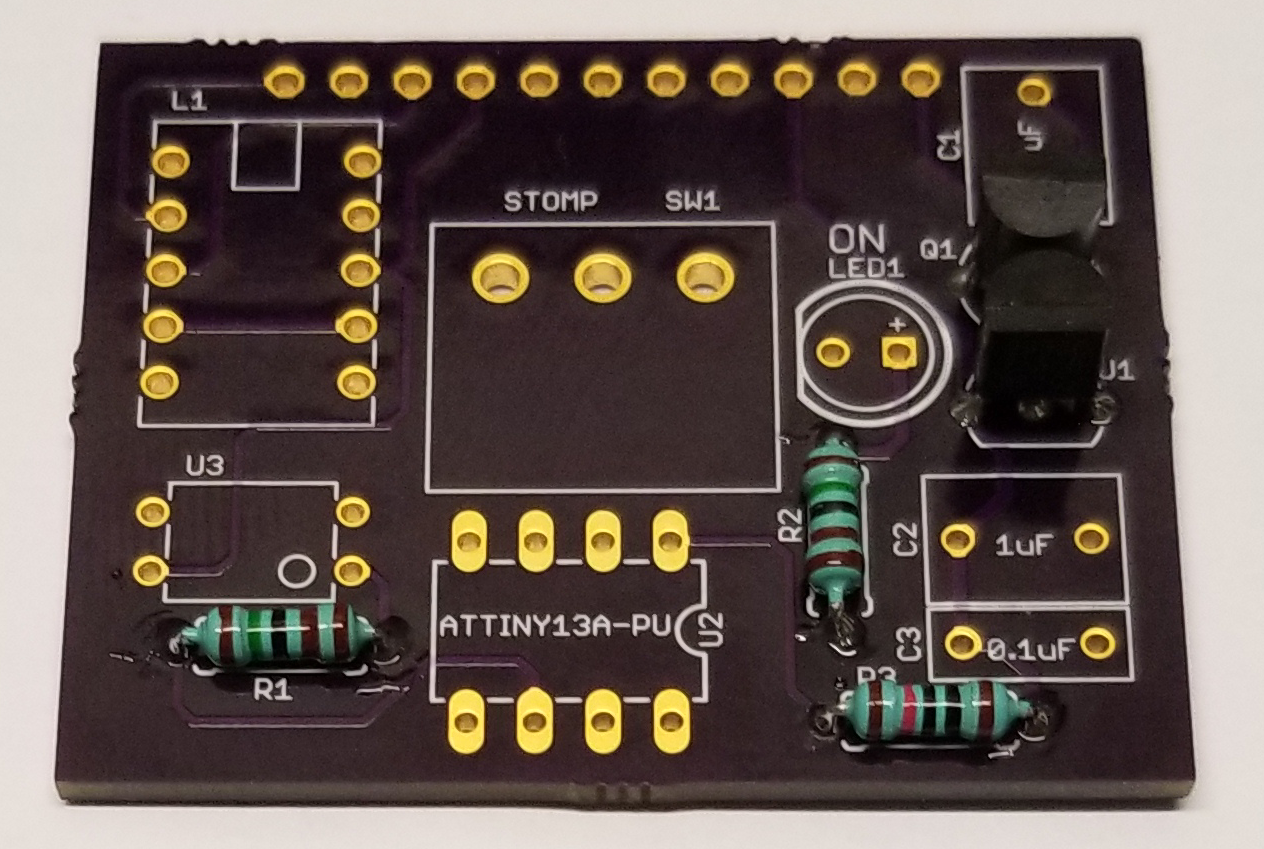 L1
C1
uF
STOMP SW1
ON
LED1
Q1
+
U1
U3
R2
C2
1uF
ATTINY13A-PU
U2
C3
0.1uF
R1
R3